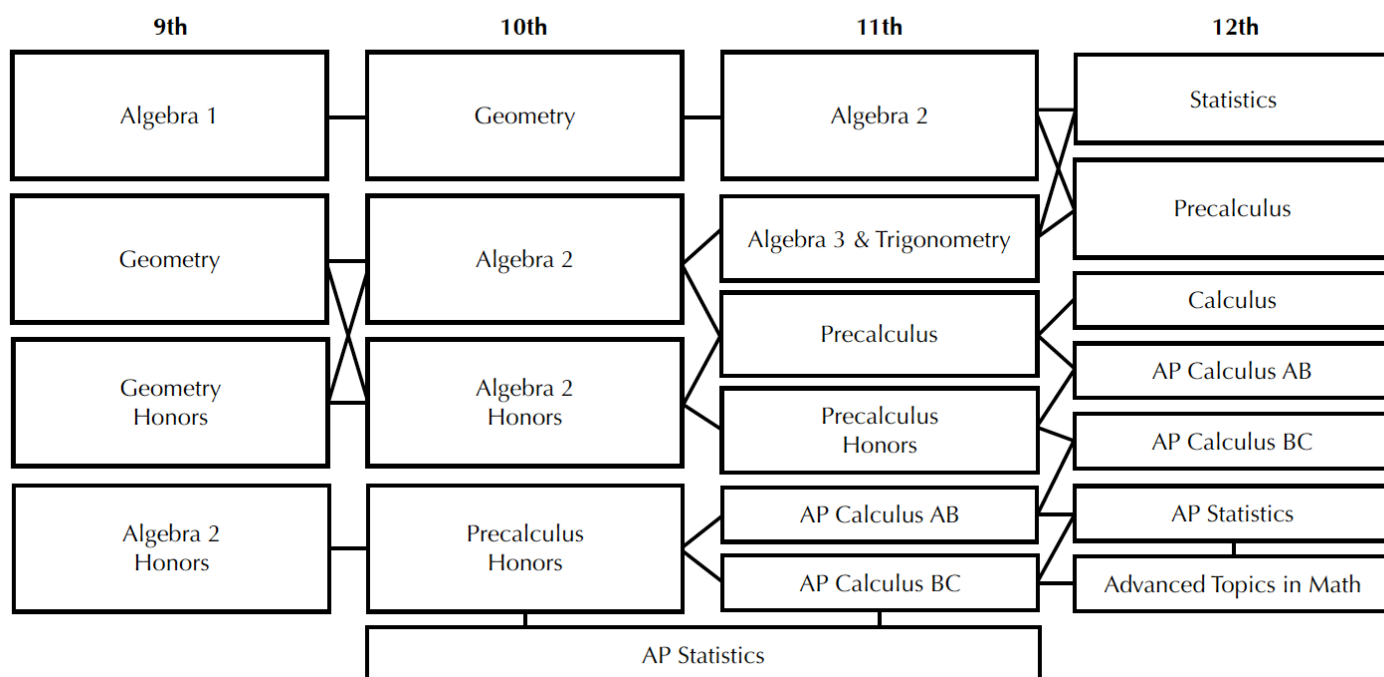 9th
10th
11th
12th
Algebra 1
Geometry
Algebra 2
Statistics
Precalculus
Geometry
Algebra 2
Algebra 3 & Trigonometry
Precalculus
Calculus
AP Calculus AB
Geometry
Honors
Algebra 2
Honors
Precalculus
Honors
AP Calculus BC
Algebra 2
Honors
Precalculus
Honors
AP Calculus AB
AP Calculus BC
AP Statistics
Advanced Topics in Math
AP Statistics